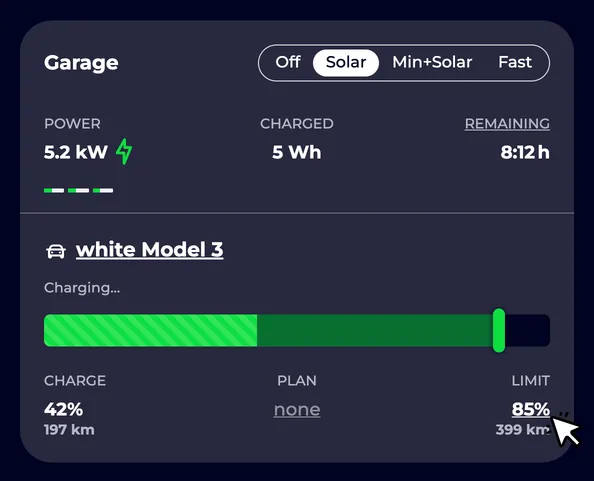 Garage
Off Solar Min+Solar Fast
POWER CHARGED REMAINING
5.2 kW 5 Wh 8:12 h
white Model 3
Charging...
CHARGE PLAN LIMIT
42% none 85%
197 km 399 km